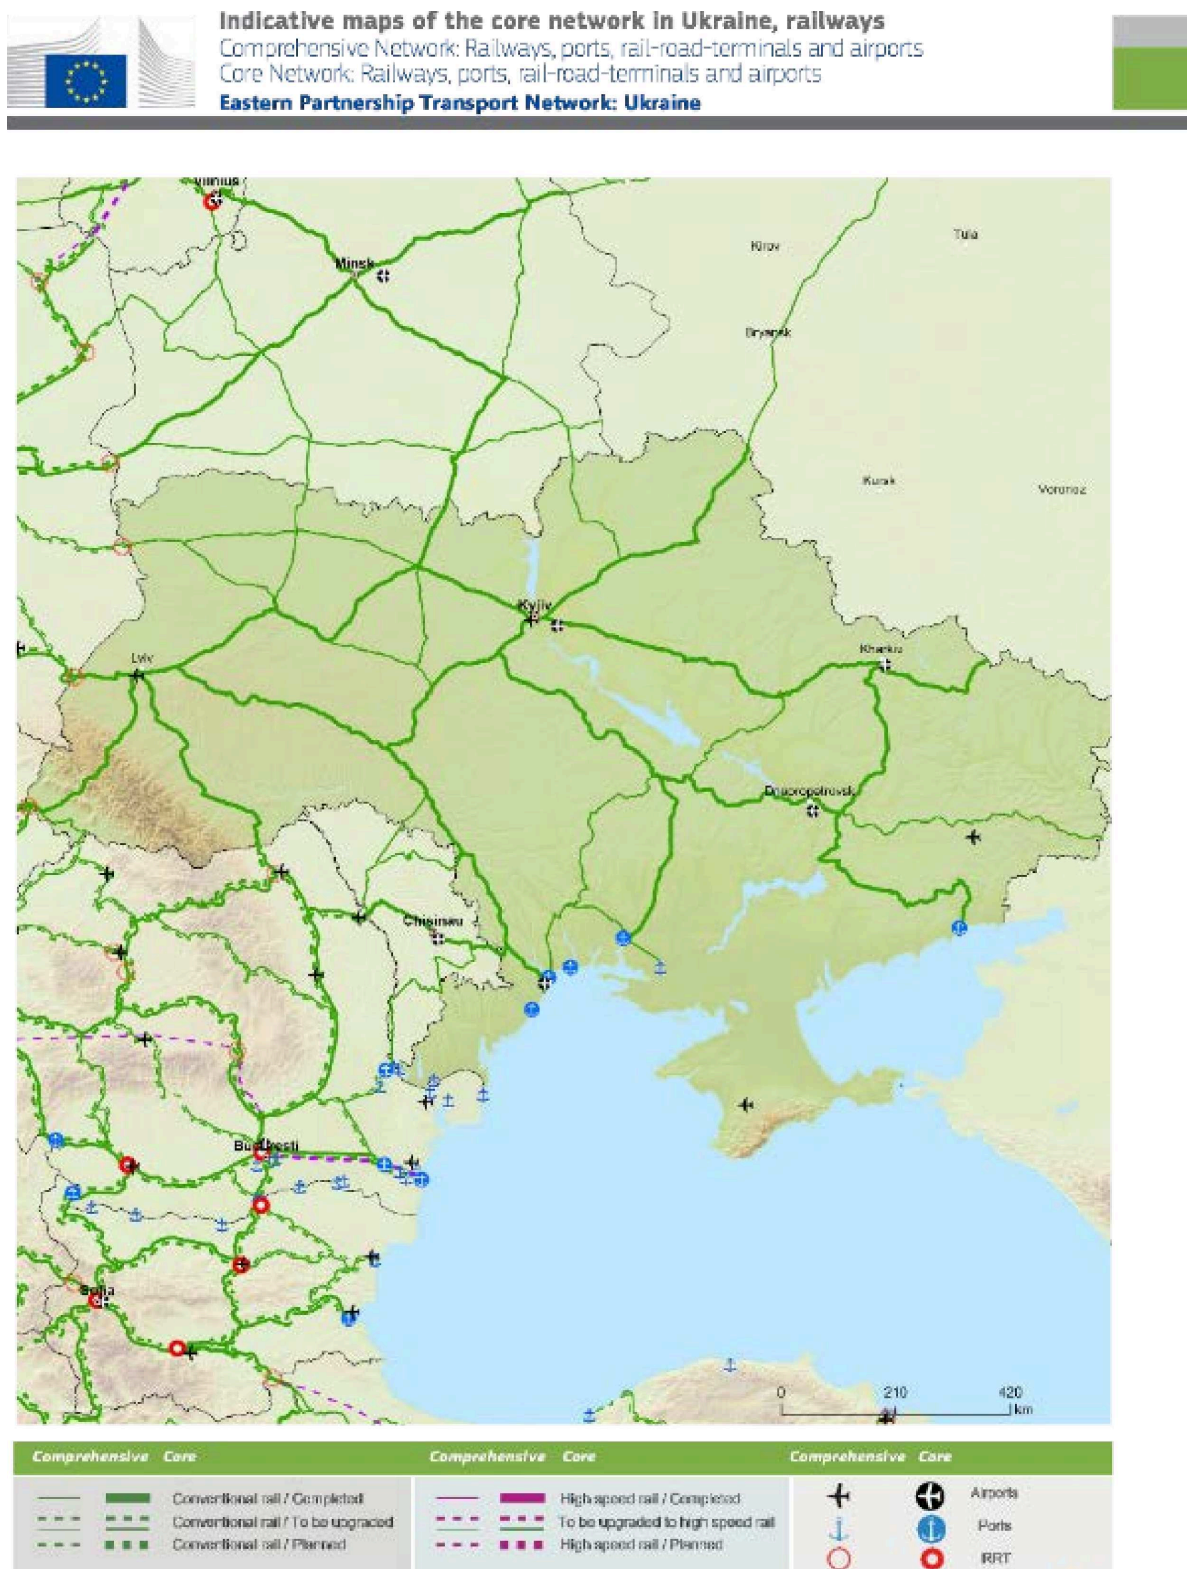 Indicative maps of the core network in Ukraine, railways
Comprehensive Network: Railways, ports, rail-road-terminals and airports
Core Network: Railways, ports, rail-road-terminals and airports
Eastern Partnership Transport Network: Ukraine
Vilnius
Tula
Kirov
Minsk
Bryansk
Kursk
Voronez
Kyjiv
Kharkiv
Lviv
Dnepropetrovsk
Chisinau
Bucuresti
Sofia
0 210 420
km
Comprehensive Core Comprehensive Core Comprehensive Core
Conventional rail / Completed High speed rail / Completed Airports
Conventional rail / To be upgraded To be upgraded to high speed rail Ports
Conventional rail / Planned High speed rail / Planned RRT